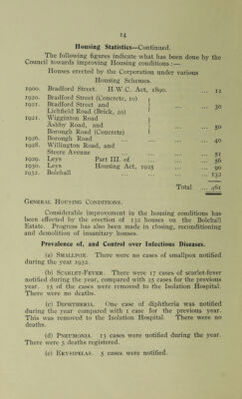 14
Housing Statistics—Continued.
The following figures indicate what has been done by the
Council towards improving Housing conditions :—
Houses erected by the Corporation under various
Housing Schemes.
1900. Bradford Street. H.W.C. Act, 1890. ... 12
1920. Bradford Street (Concrete, 10)
1921. Bradford Street and ... ... 30
Lichfield Road (Brick, 20)
1921. Wigginton Road
Ashby Road, and ... ... 50
Borough Road (Concrete)
1926. Borough Road ... ... ... 40
1928. Willington Road, and
Steere Avenue ... ... ... 51
1929. Leys Part III. of ... ... 56
1930. Leys Housing Act, 1925 ... 90
1932. Bolehall ... ... ... 132
Total ... 461
General Housing Conditions.
Considerable improvement in the housing conditions has
been effected by the erection of 132 houses on the Bolehall
Estate. Progress has also been made in closing, reconditioning
and demolition of insanitary houses.
Prevalence of, and Control over Infectious Diseases.
(a) Smallpox. There were no cases of smallpox notified
during the year 1932.
(b) Scarlet-Fever. There were 17 cases of scarlet-fever
notified during the year, compared with 25 cases for the previous
year. 15 of the cases were removed to the Isolation Hospital.
There were no deaths.
(c) Diphtheria. One case of diphtheria was notified
during the year compared with 1 case for the previous year.
This was removed to the Isolation Hospital. There were no
deaths.
(d) Pneumonia. 13 cases were notified during the year.
There were 5 deaths registered.
(e) Erysipelas. 3 cases were notified.